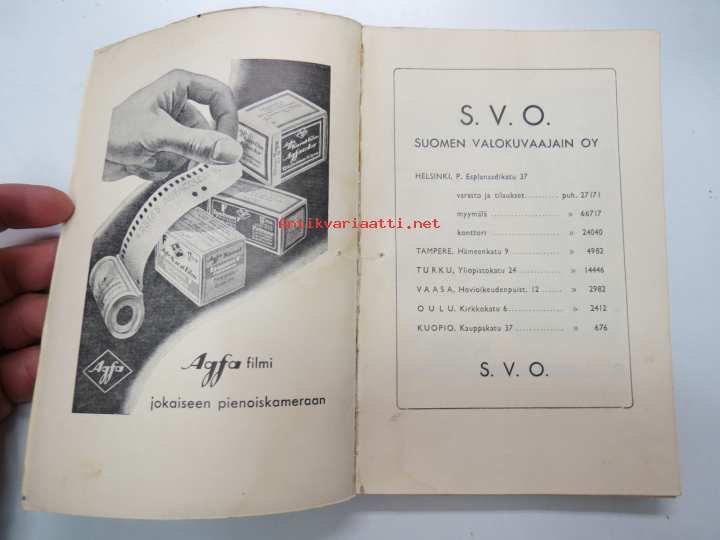 Agfa
Agfa filmi
jokaiseen pienoiskameraan
Antikvariaatti.net
S. V. O.
SUOMEN VALOKUVAAJAIN OY
HELSINKI, P. Esplanaadikatu 37
varasto ja tilaukset.......... puh. 27171
myymälä .................. » 66717
konttori .................. » 24040
TAMPERE, Hämeenkatu 9 .............. » 4982
TURKU, Yliopistokatu 24 .............. » 14446
VAASA, Hovioikeudenpuist. 12 ....... » 2982
OULU, Kirkkokatu 6............... » 2412
KUOPIO, Kauppakatu 37 .............. » 676
S. V. O.